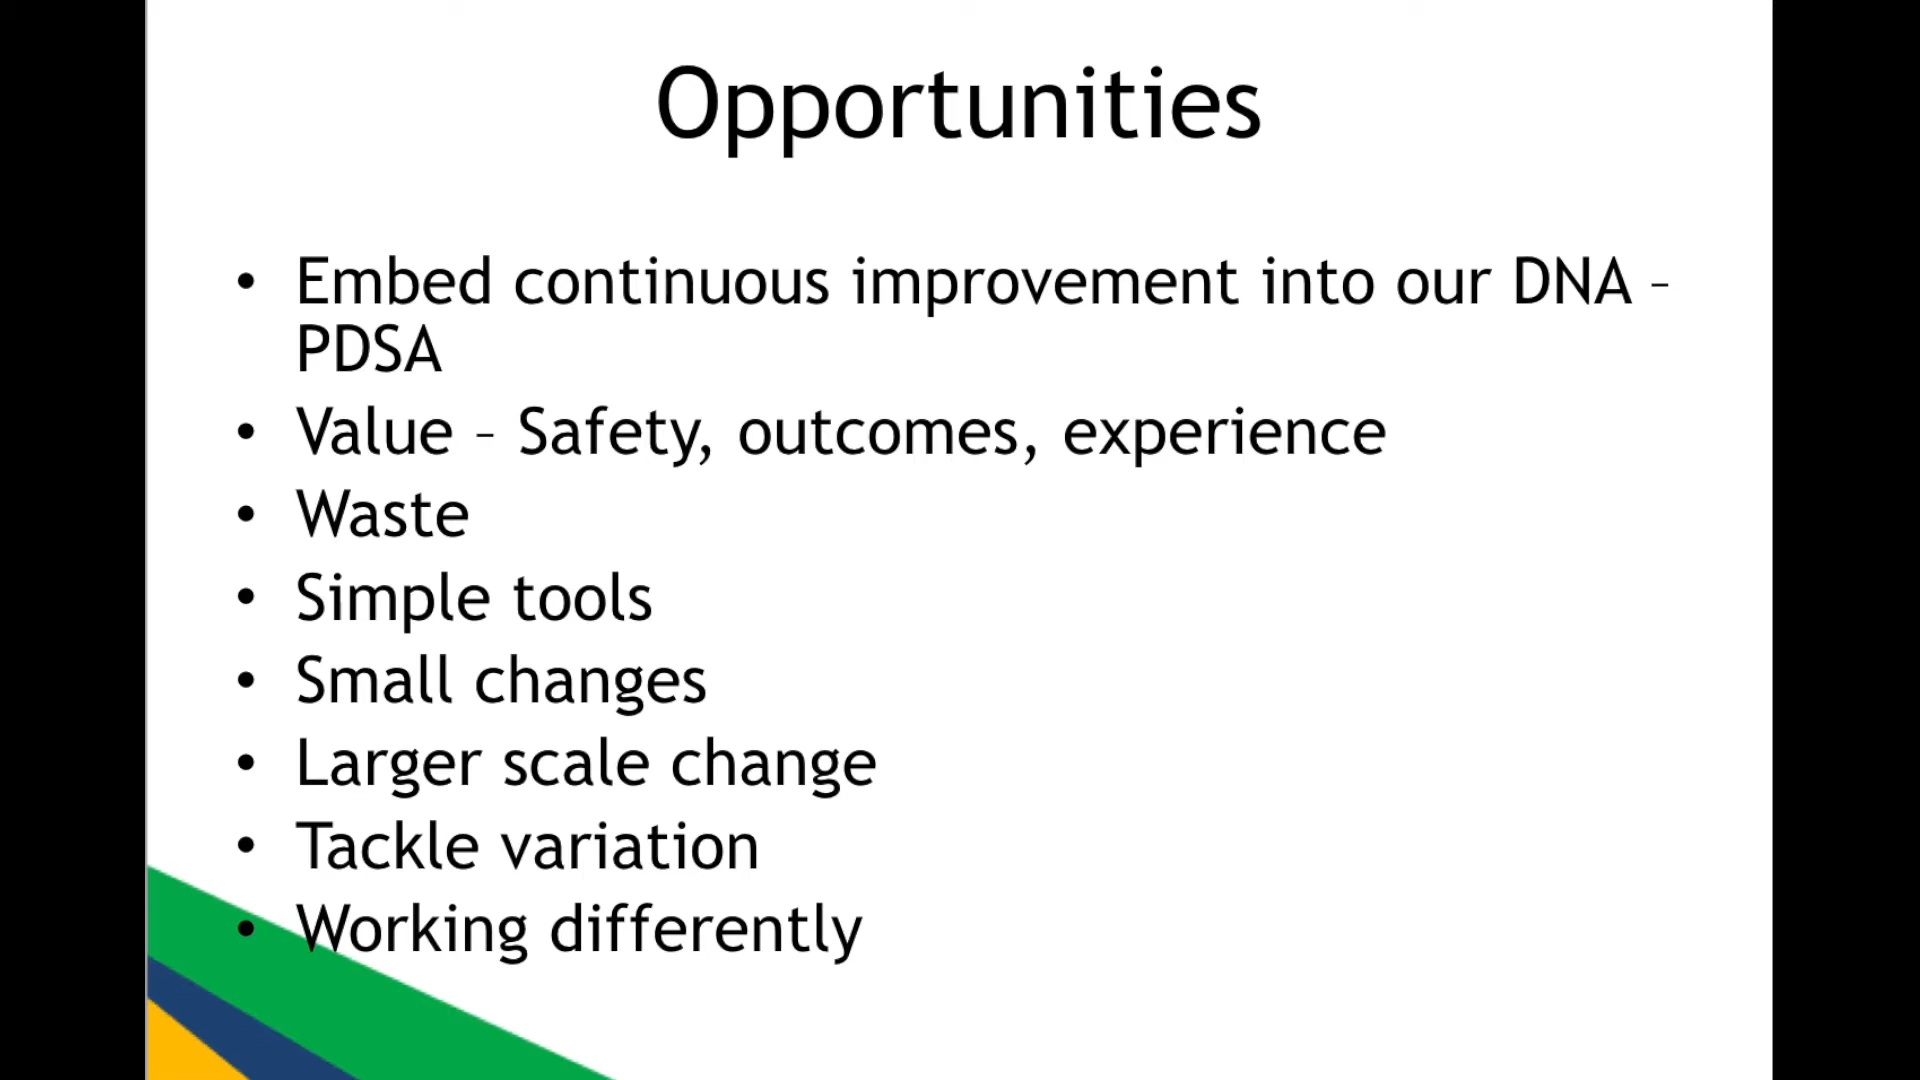 Opportunities
• Embed continuous improvement into our DNA –
PDSA
• Value – Safety, outcomes, experience
• Waste
• Simple tools
• Small changes
• Larger scale change
• Tackle variation
• Working differently